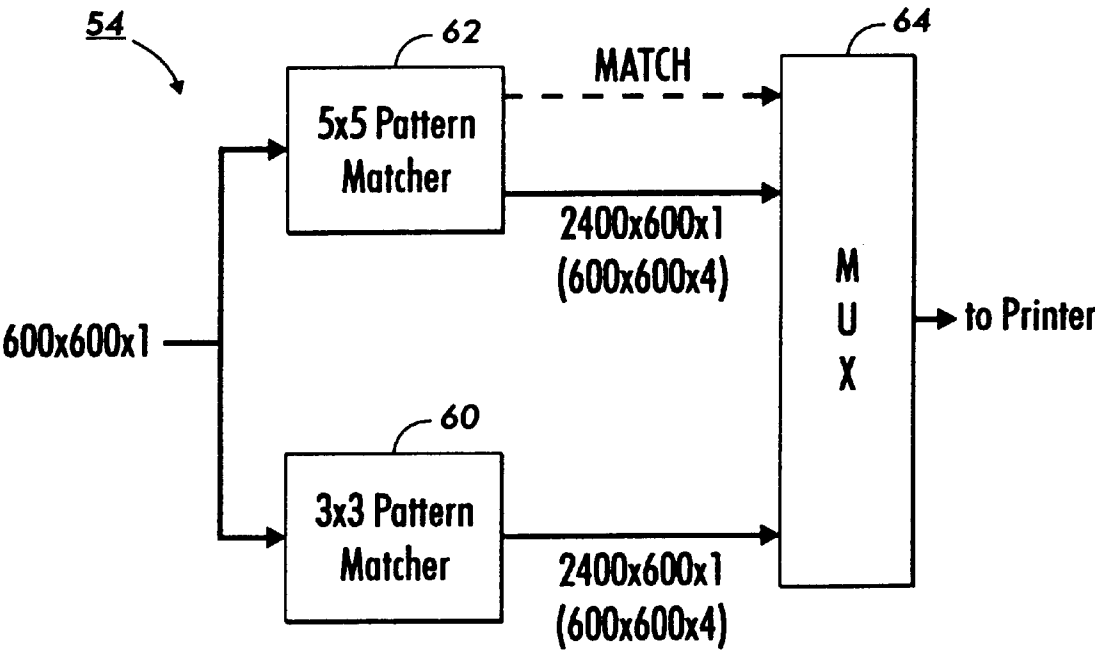 54
62
64
MATCH
5x5 Pattern
Matcher
2400x600x1
(600x600x4)
M
U
X
to Printer
600x600x1
60
3x3 Pattern
Matcher
2400x600x1
(600x600x4)